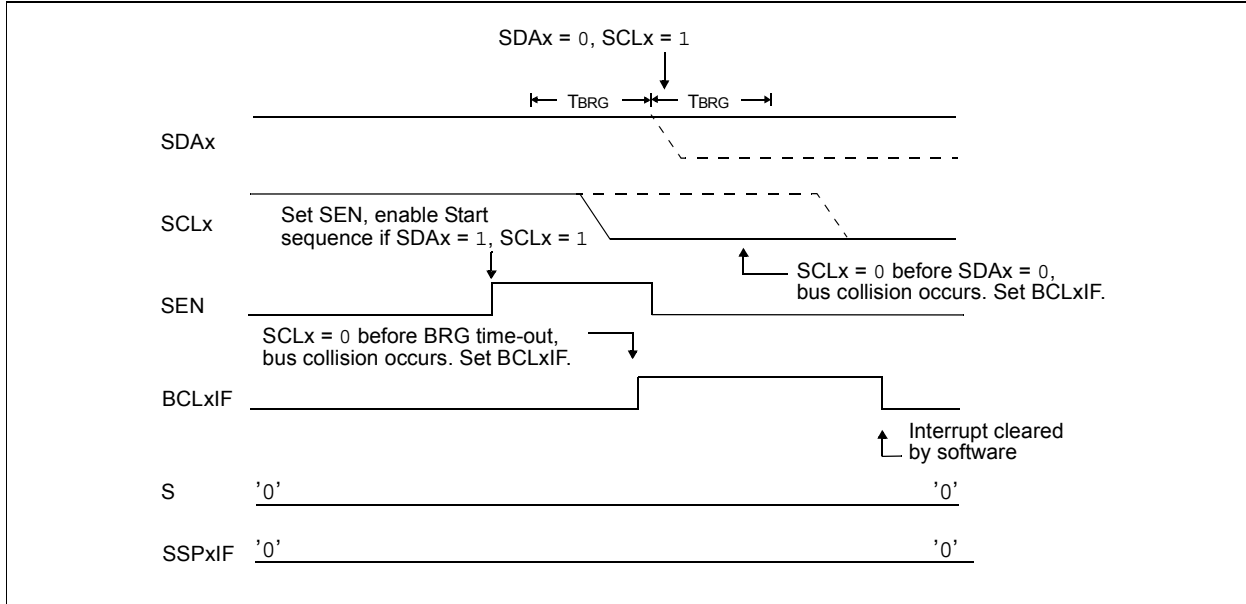 SDAx = 0, SCLx = 1
TBRG TBRG
SDAx
SCLx
Set SEN, enable Start
sequence if SDAx = 1, SCLx = 1
SCLx = 0 before SDAx = 0,
bus collision occurs. Set BCLxIF.
SEN
SCLx = 0 before BRG time-out,
bus collision occurs. Set BCLxIF.
BCLxIF
Interrupt cleared
by software
S '0' '0'
SSPxIF '0' '0'